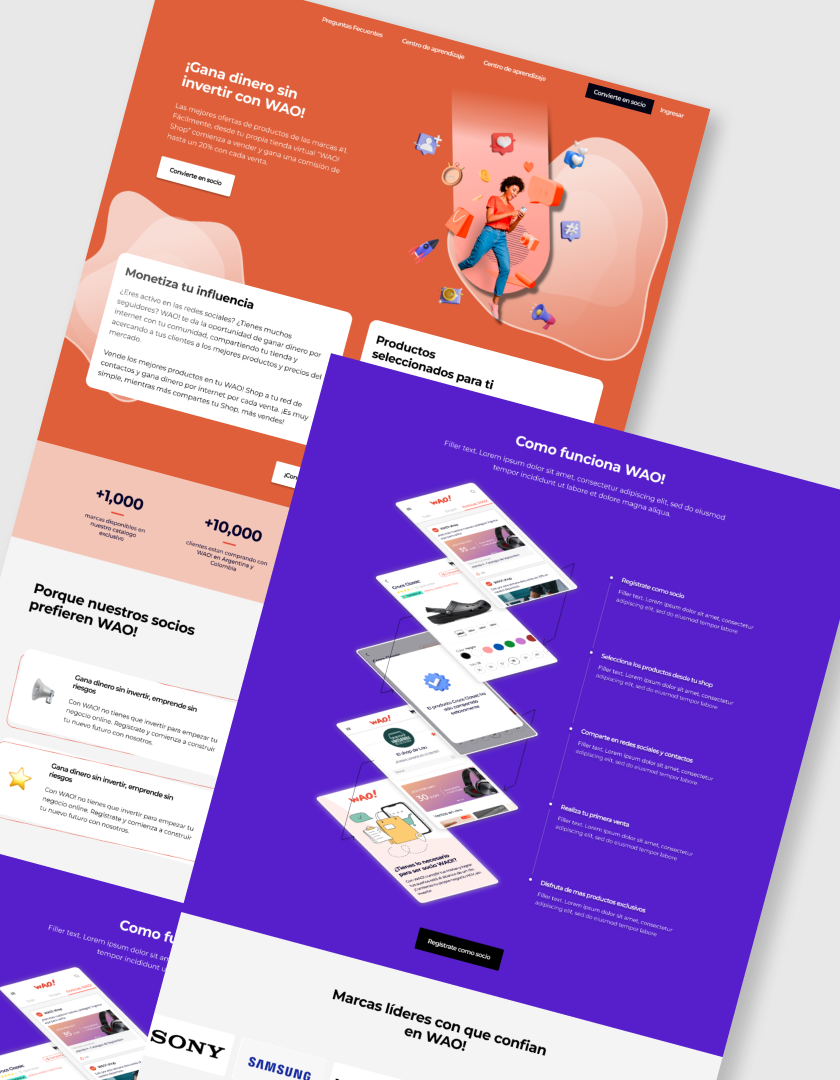 Preguntas Fecuentes
Centro de aprendizaje
Centro de aprendizaje
Convierte en socio
Ingresar
¡Gana dinero sin
invertir con WAO!
Las mejores ofertas de productos de las marcas #1.
Fácilmente, desde tu propia tienda virtual "WAO!
Shop" comienza a vender y gana una comisión de
hasta un 20% con cada venta.
Convierte en socio
Monetiza tu influencia
¿Eres activo en las redes sociales? ¿Tienes muchos
seguidores? WAO! te da la oportunidad de ganar dinero por
internet con tu comunidad, compartiendo tu tienda y
acercando a tus clientes a los mejores productos y precios del
mercado.
Vende los mejores productos en tu WAO! Shop a tu red de
contactos y gana dinero por internet por cada venta. ¡Es muy
simple, mientras más compartes tu Shop, más vendes!
Productos
seleccionados para ti
+1,000
marcas disponibles en
nuestro catalogo
exclusivo
+10,000
clientes estan comprando con
WAO! en Argentina y
Colombia
Porque nuestros socios
prefieren WAO!
Gana dinero sin invertir, emprende sin
riesgos
Con WAO! no tienes que invertir para empezar tu
negocio online. Registrate y comienza a construir
tu nuevo futuro con nosotros.
Gana dinero sin invertir, emprende sin
riesgos
Con WAO! no tienes que invertir para empezar tu
negocio online. Registrate y comienza a construir
tu nuevo futuro con nosotros.
Como funciona WAO!
Filler text. Lorem ipsum dolor sit amet, consectetur adipiscing elit, sed do eiusmod
tempor incididunt ut labore et dolore magna aliqua.
WAO!
Crocs Classic
El producto Crocs Classic ha
sido comparado
exitosamente
WAO!
El shop de Lau
WAO!
¿Tienes lo necesario
para ser socio WAO!?
Registrate como socio
Filler text. Lorem ipsum dolor sit amet, consectetur
adipiscing elit, sed do eiusmod tempor labore.
Selecciona los productos desde tu shop
Filler text. Lorem ipsum dolor sit amet, consectetur
adipiscing elit, sed do eiusmod tempor labore.
Comparte en redes sociales y contactos
Filler text. Lorem ipsum dolor sit amet, consectetur
adipiscing elit, sed do eiusmod tempor labore.
Realiza tu primera venta
Filler text. Lorem ipsum dolor sit amet, consectetur
adipiscing elit, sed do eiusmod tempor labore.
Disfruta de mas productos exclusivos
Filler text. Lorem ipsum dolor sit amet, consectetur
adipiscing elit, sed do eiusmod tempor labore.
Registrate como socio
Como fu
Filler text. Lorem ipsum dolor sit am
tempor incididunt u
WAO!
Marcas líderes con que confian
en WAO!
SONY
SAMSUNG